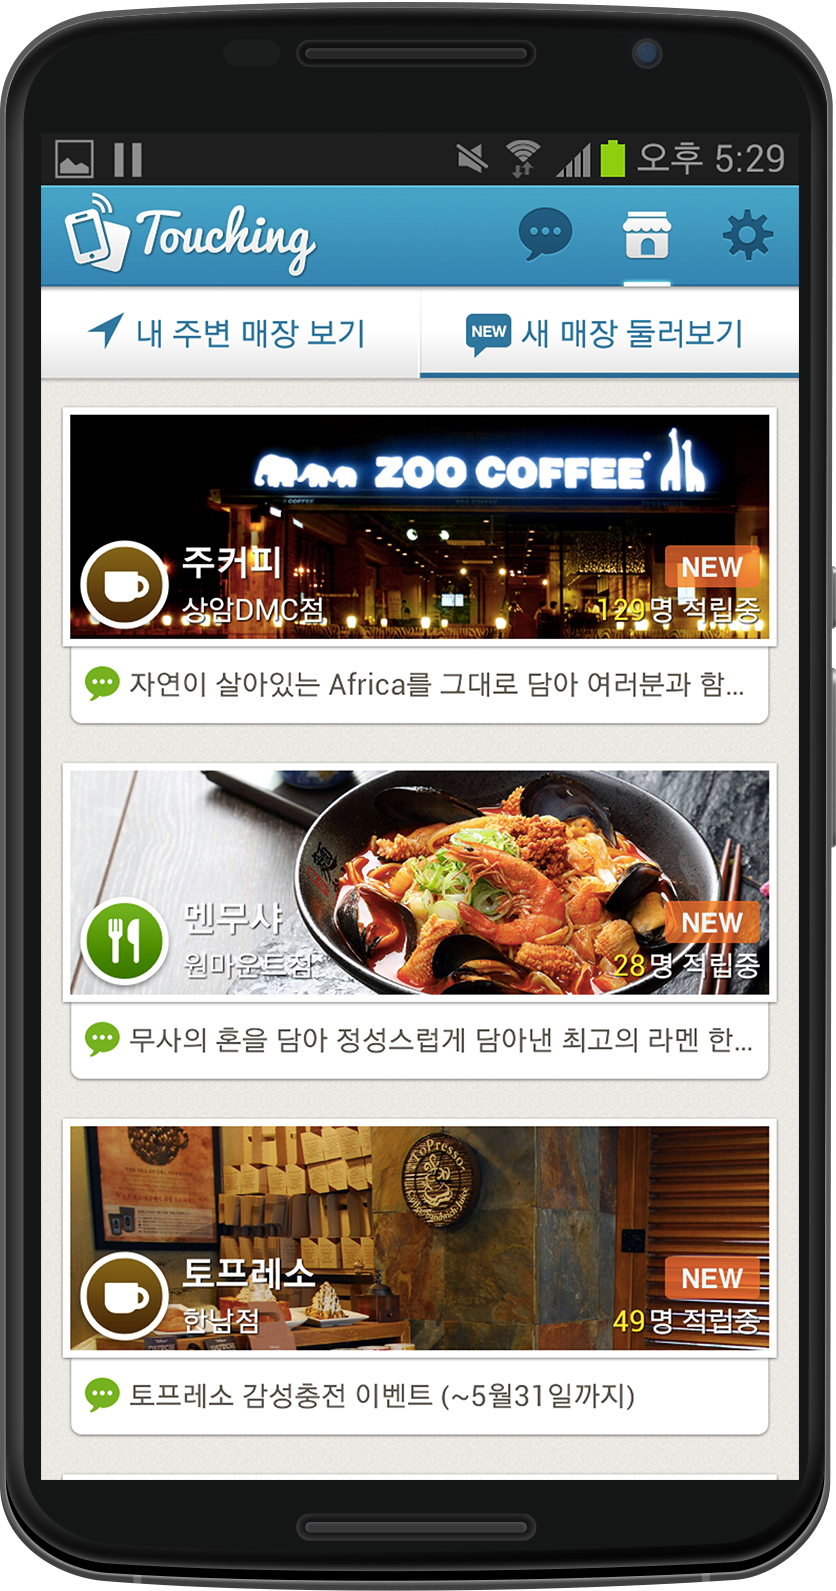 오후 5:29
Touching
내 주변 매장 보기
NEW 새 매장 둘러보기
ZOO COFFEE
주커피
NEW
상암DMC점
129명 적립중
자연이 살아있는 Africa를 그대로 담아 여러분과 함...
멘무샤
NEW
원마운트점
28명 적립중
무사의 혼을 담아 정성스럽게 담아낸 최고의 라멘 한...
ToPresso
토프레소
NEW
한남점
49명 적립중
토프레소 감성충전 이벤트 (~5월31일까지)